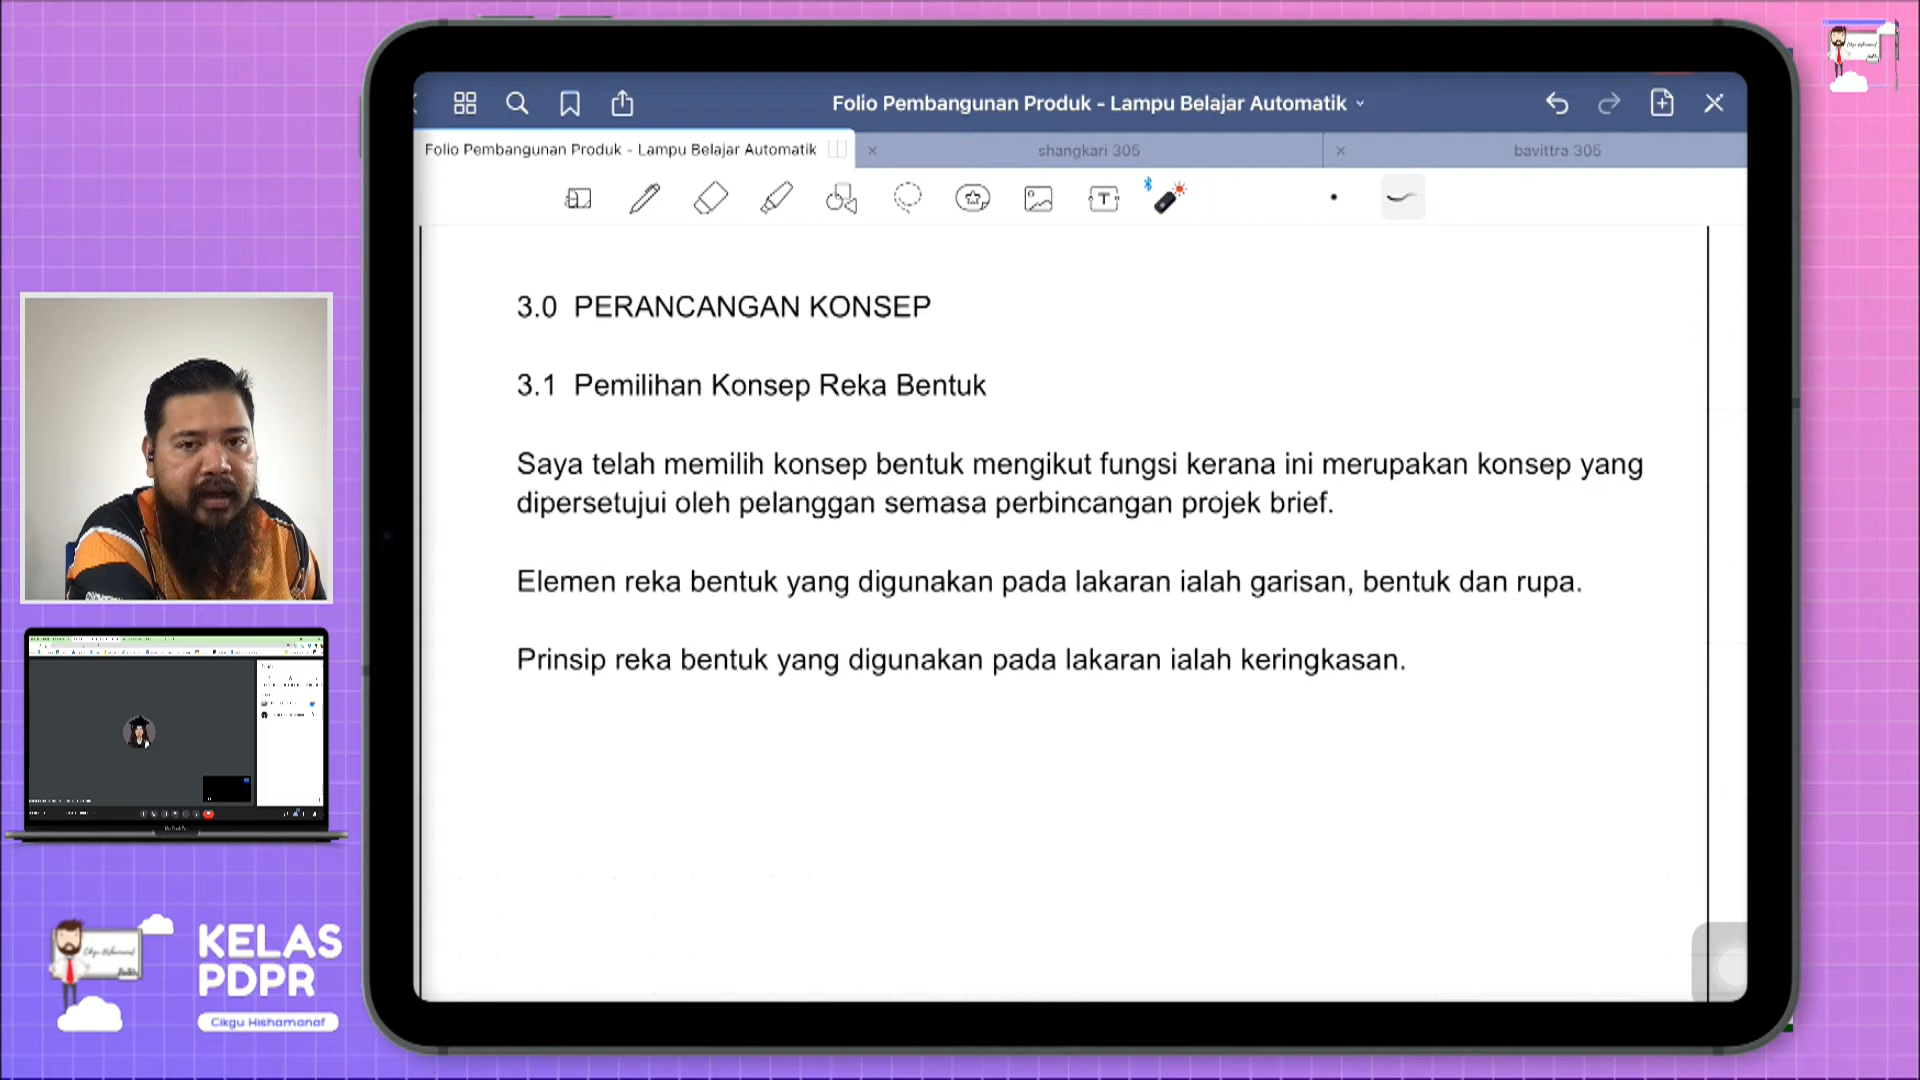 Folio Pembangunan Produk - Lampu Belajar Automatik
Folio Pembangunan Produk - Lampu Belajar Automatik
shangkari 305
bavittra 305
3.0 PERANCANGAN KONSEP
3.1 Pemilihan Konsep Reka Bentuk
Saya telah memilih konsep bentuk mengikut fungsi kerana ini merupakan konsep yang
dipersetujui oleh pelanggan semasa perbincangan projek brief.
Elemen reka bentuk yang digunakan pada lakaran ialah garisan, bentuk dan rupa.
Prinsip reka bentuk yang digunakan pada lakaran ialah keringkasan.
KELAS
PDPR
Cikgu Hishamanaf